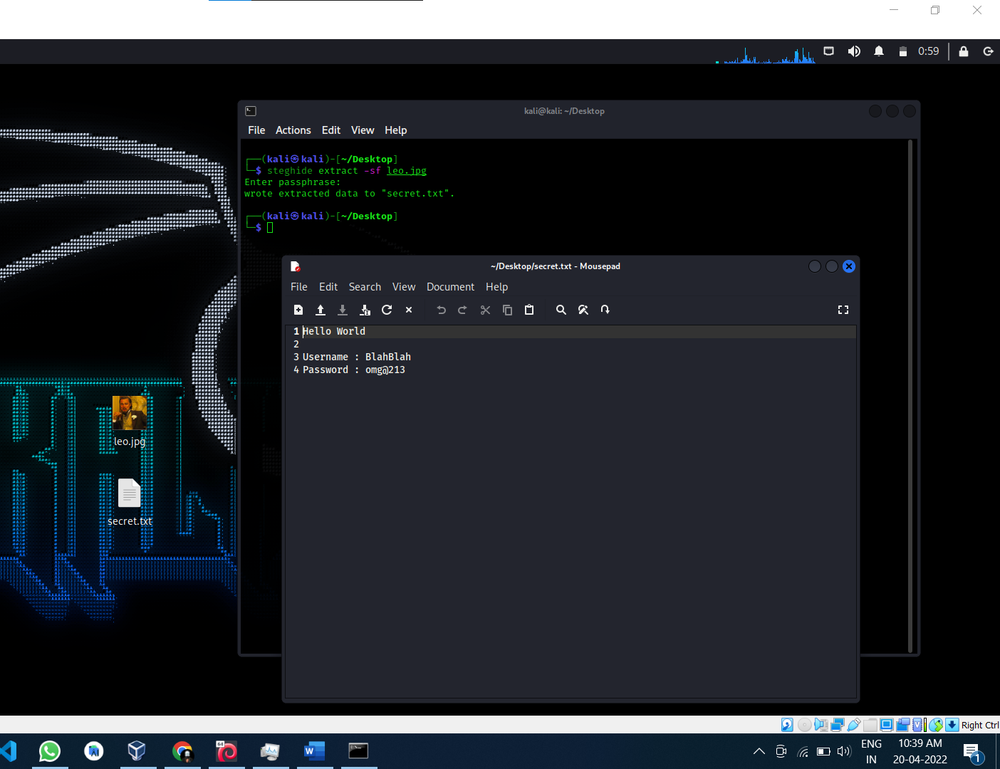 0:59
kali@kali: ~/Desktop
File Actions Edit View Help
┌──(kali㉿kali)-[~/Desktop]
└─$ steghide extract -sf leo.jpg
Enter passphrase:
wrote extracted data to "secret.txt".
┌──(kali㉿kali)-[~/Desktop]
└─$
~/Desktop/secret.txt - Mousepad
File Edit Search View Document Help
1 Hello World
2
3 Username : BlahBlah
4 Password : omg@213
leo.jpg
secret.txt
Right Ctrl
64
W
ENG
IN
10:39 AM
20-04-2022
1